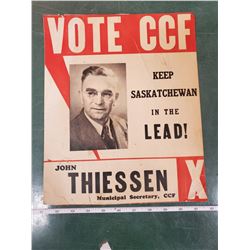 VOTE CCF
KEEP
SASKATCHEWAN
IN THE
LEAD!
JOHN
THIESSEN
X
Municipal Secretary, CCF